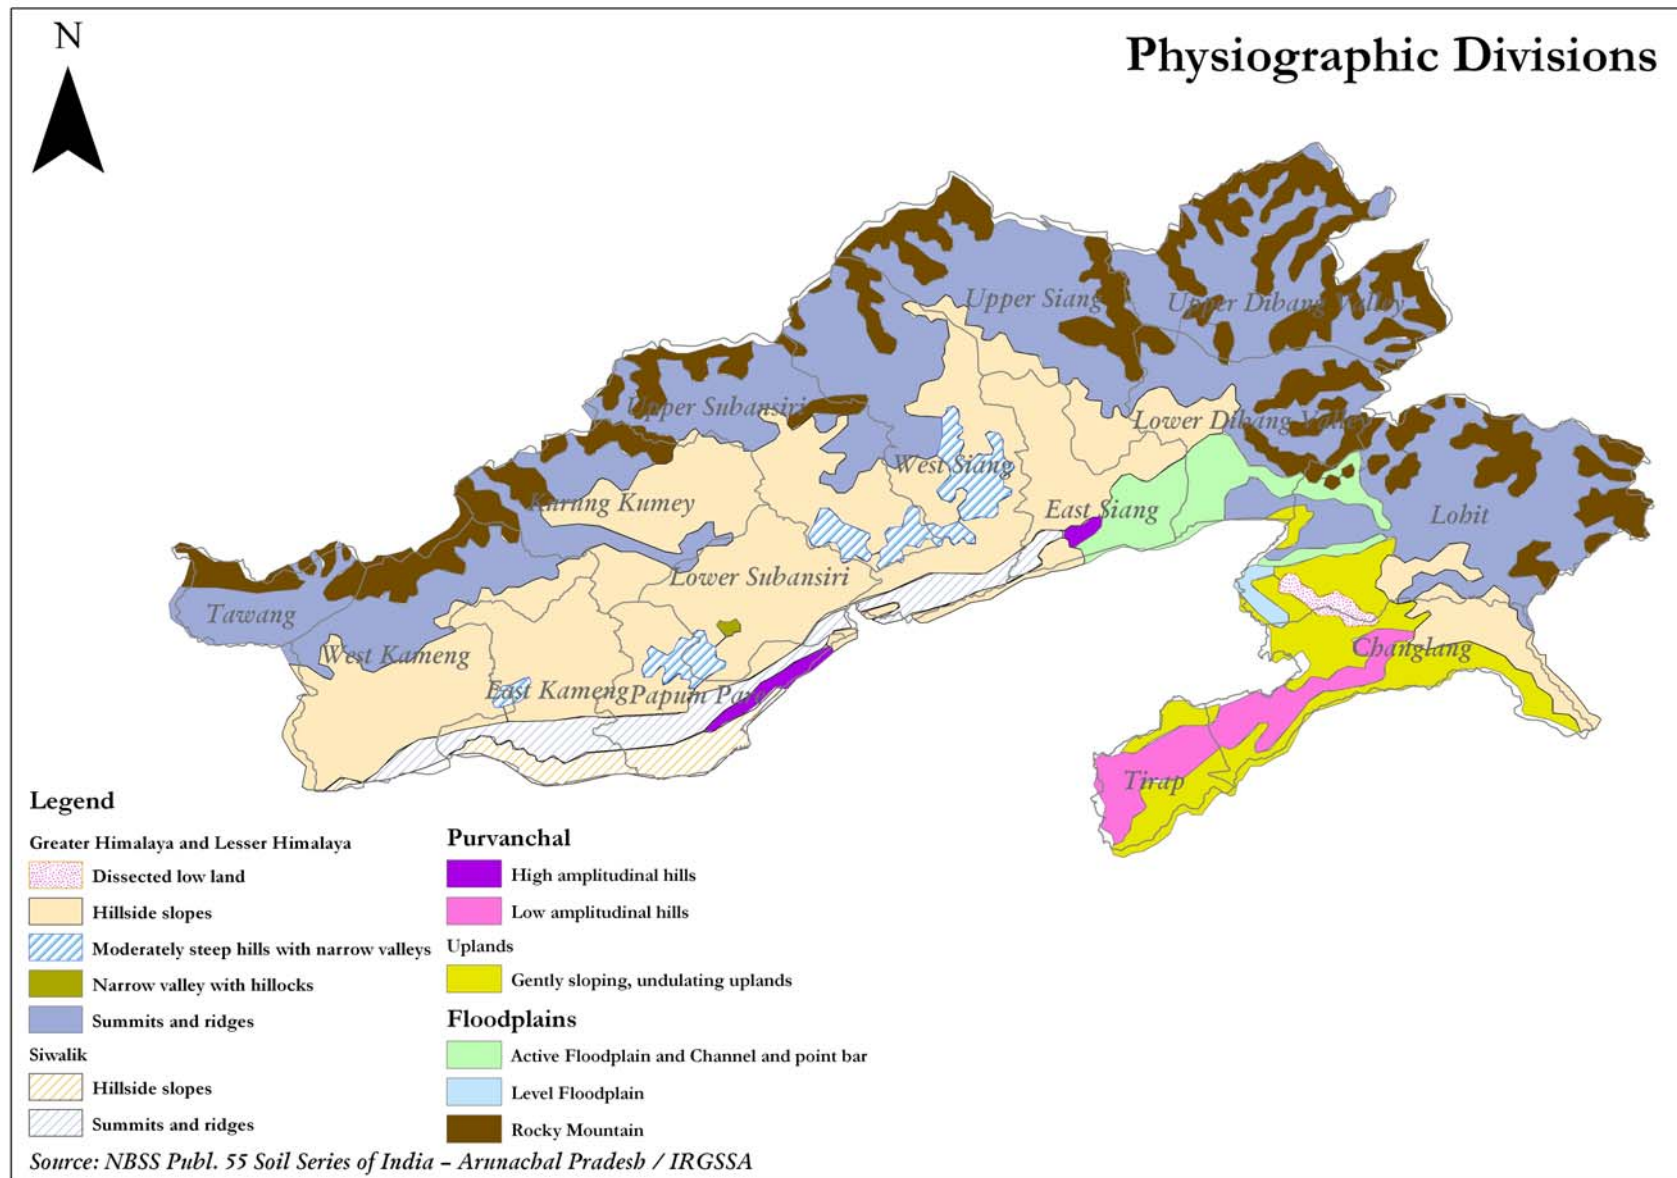 N
Physiographic Divisions
Upper Siang
Upper Dibang Valley
Upper Subansiri
Lower Dibang Valley
West Siang
Kurung Kumey
East Siang
Lohit
Lower Subansiri
Tawang
West Kameng
Changlang
East Kameng
Papum Pare
Tirap
Legend
Greater Himalaya and Lesser Himalaya
Dissected low land
Hillside slopes
Moderately steep hills with narrow valleys
Narrow valley with hillocks
Summits and ridges
Siwalik
Hillside slopes
Summits and ridges
Purvanchal
High amplitudinal hills
Low amplitudinal hills
Uplands
Gently sloping, undulating uplands
Floodplains
Active Floodplain and Channel and point bar
Level Floodplain
Rocky Mountain
Source: NBSS Publ. 55 Soil Series of India – Arunachal Pradesh / IRGSSA